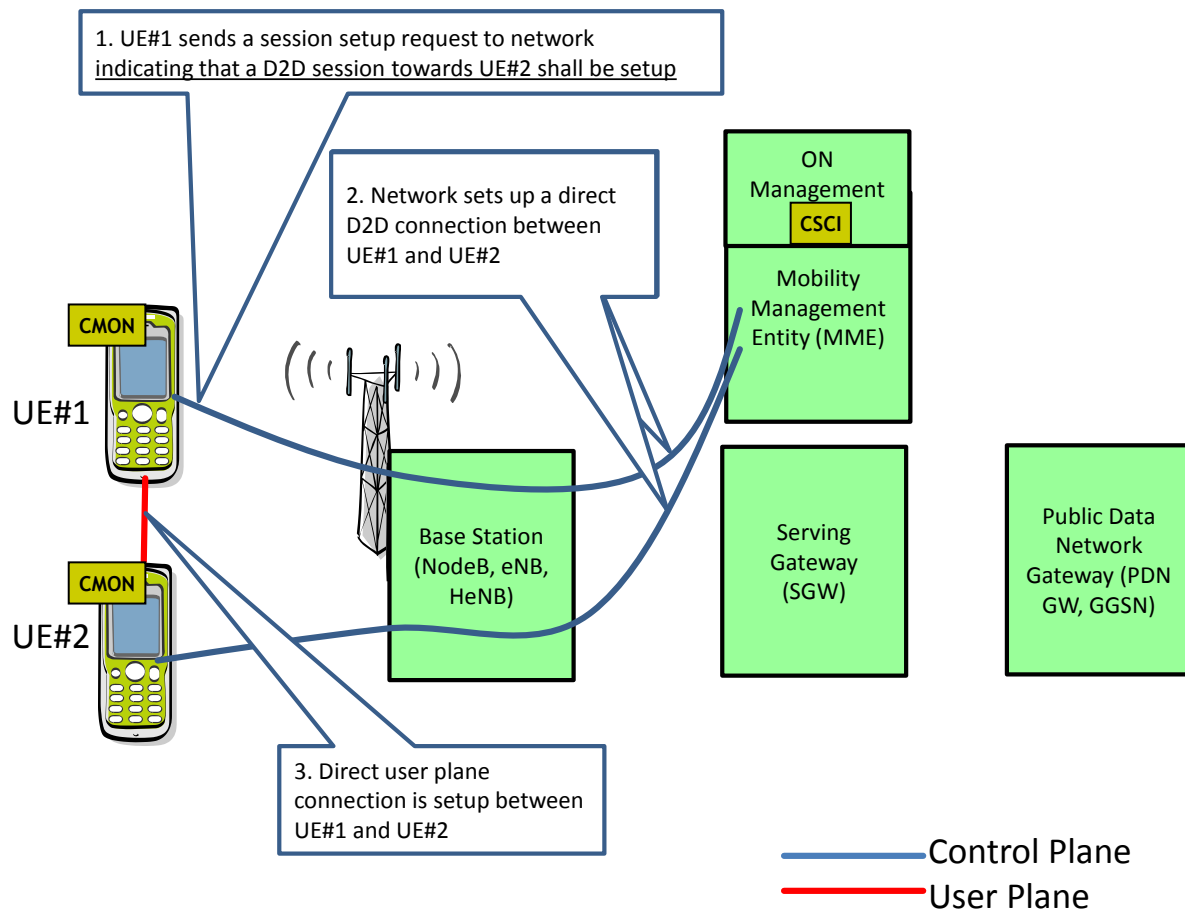 1. UE#1 sends a session setup request to network
indicating that a D2D session towards UE#2 shall be setup
2. Network sets up a direct
D2D connection between
UE#1 and UE#2
ON
Management
CSCI
Mobility
Management
Entity (MME)
CMON
UE#1
CMON
UE#2
Base Station
(NodeB, eNB,
HeNB)
Serving
Gateway
(SGW)
Public Data
Network
Gateway (PDN
GW, GGSN)
3. Direct user plane
connection is setup between
UE#1 and UE#2
Control Plane
User Plane